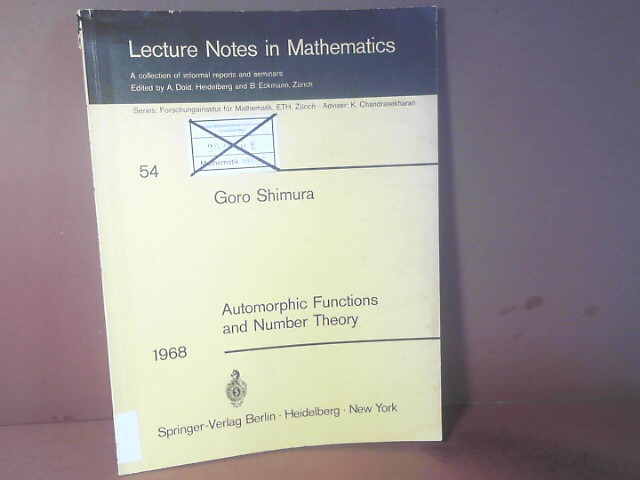 Lecture Notes in Mathematics
A collection of informal reports and seminars
Edited by A. Dold, Heidelberg and B. Eckmann, Zürich
Series: Forschungsinstitut für Mathematik, ETH, Zürich Adviser: K. Chandrasekharan
Mathematik
54
Goro Shimura
Automorphic Functions
and Number Theory
1968
Springer-Verlag Berlin · Heidelberg · New York